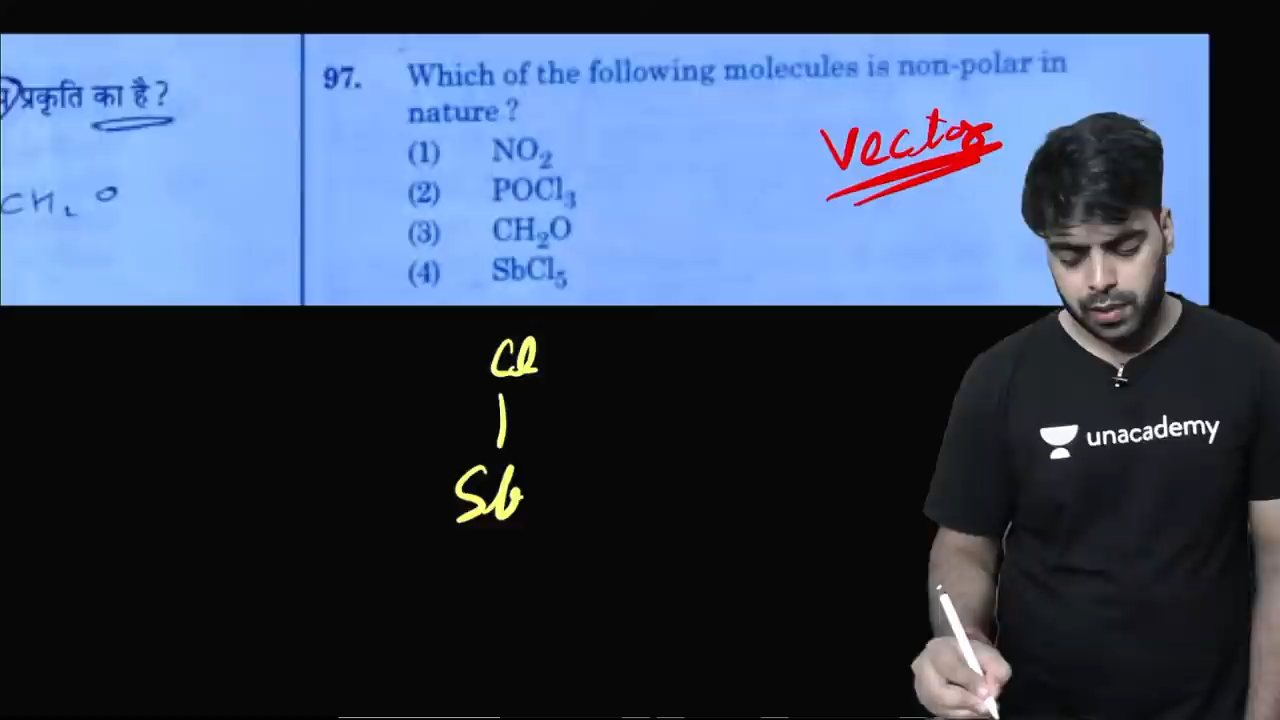 प्रकृति का है ?
CH₂O
97. Which of the following molecules is non-polar in
nature ?
(1) NO₂
(2) POCl₃
(3) CH₂O
(4) SbCl₅
Vector
Cl
|
Sb
unacademy